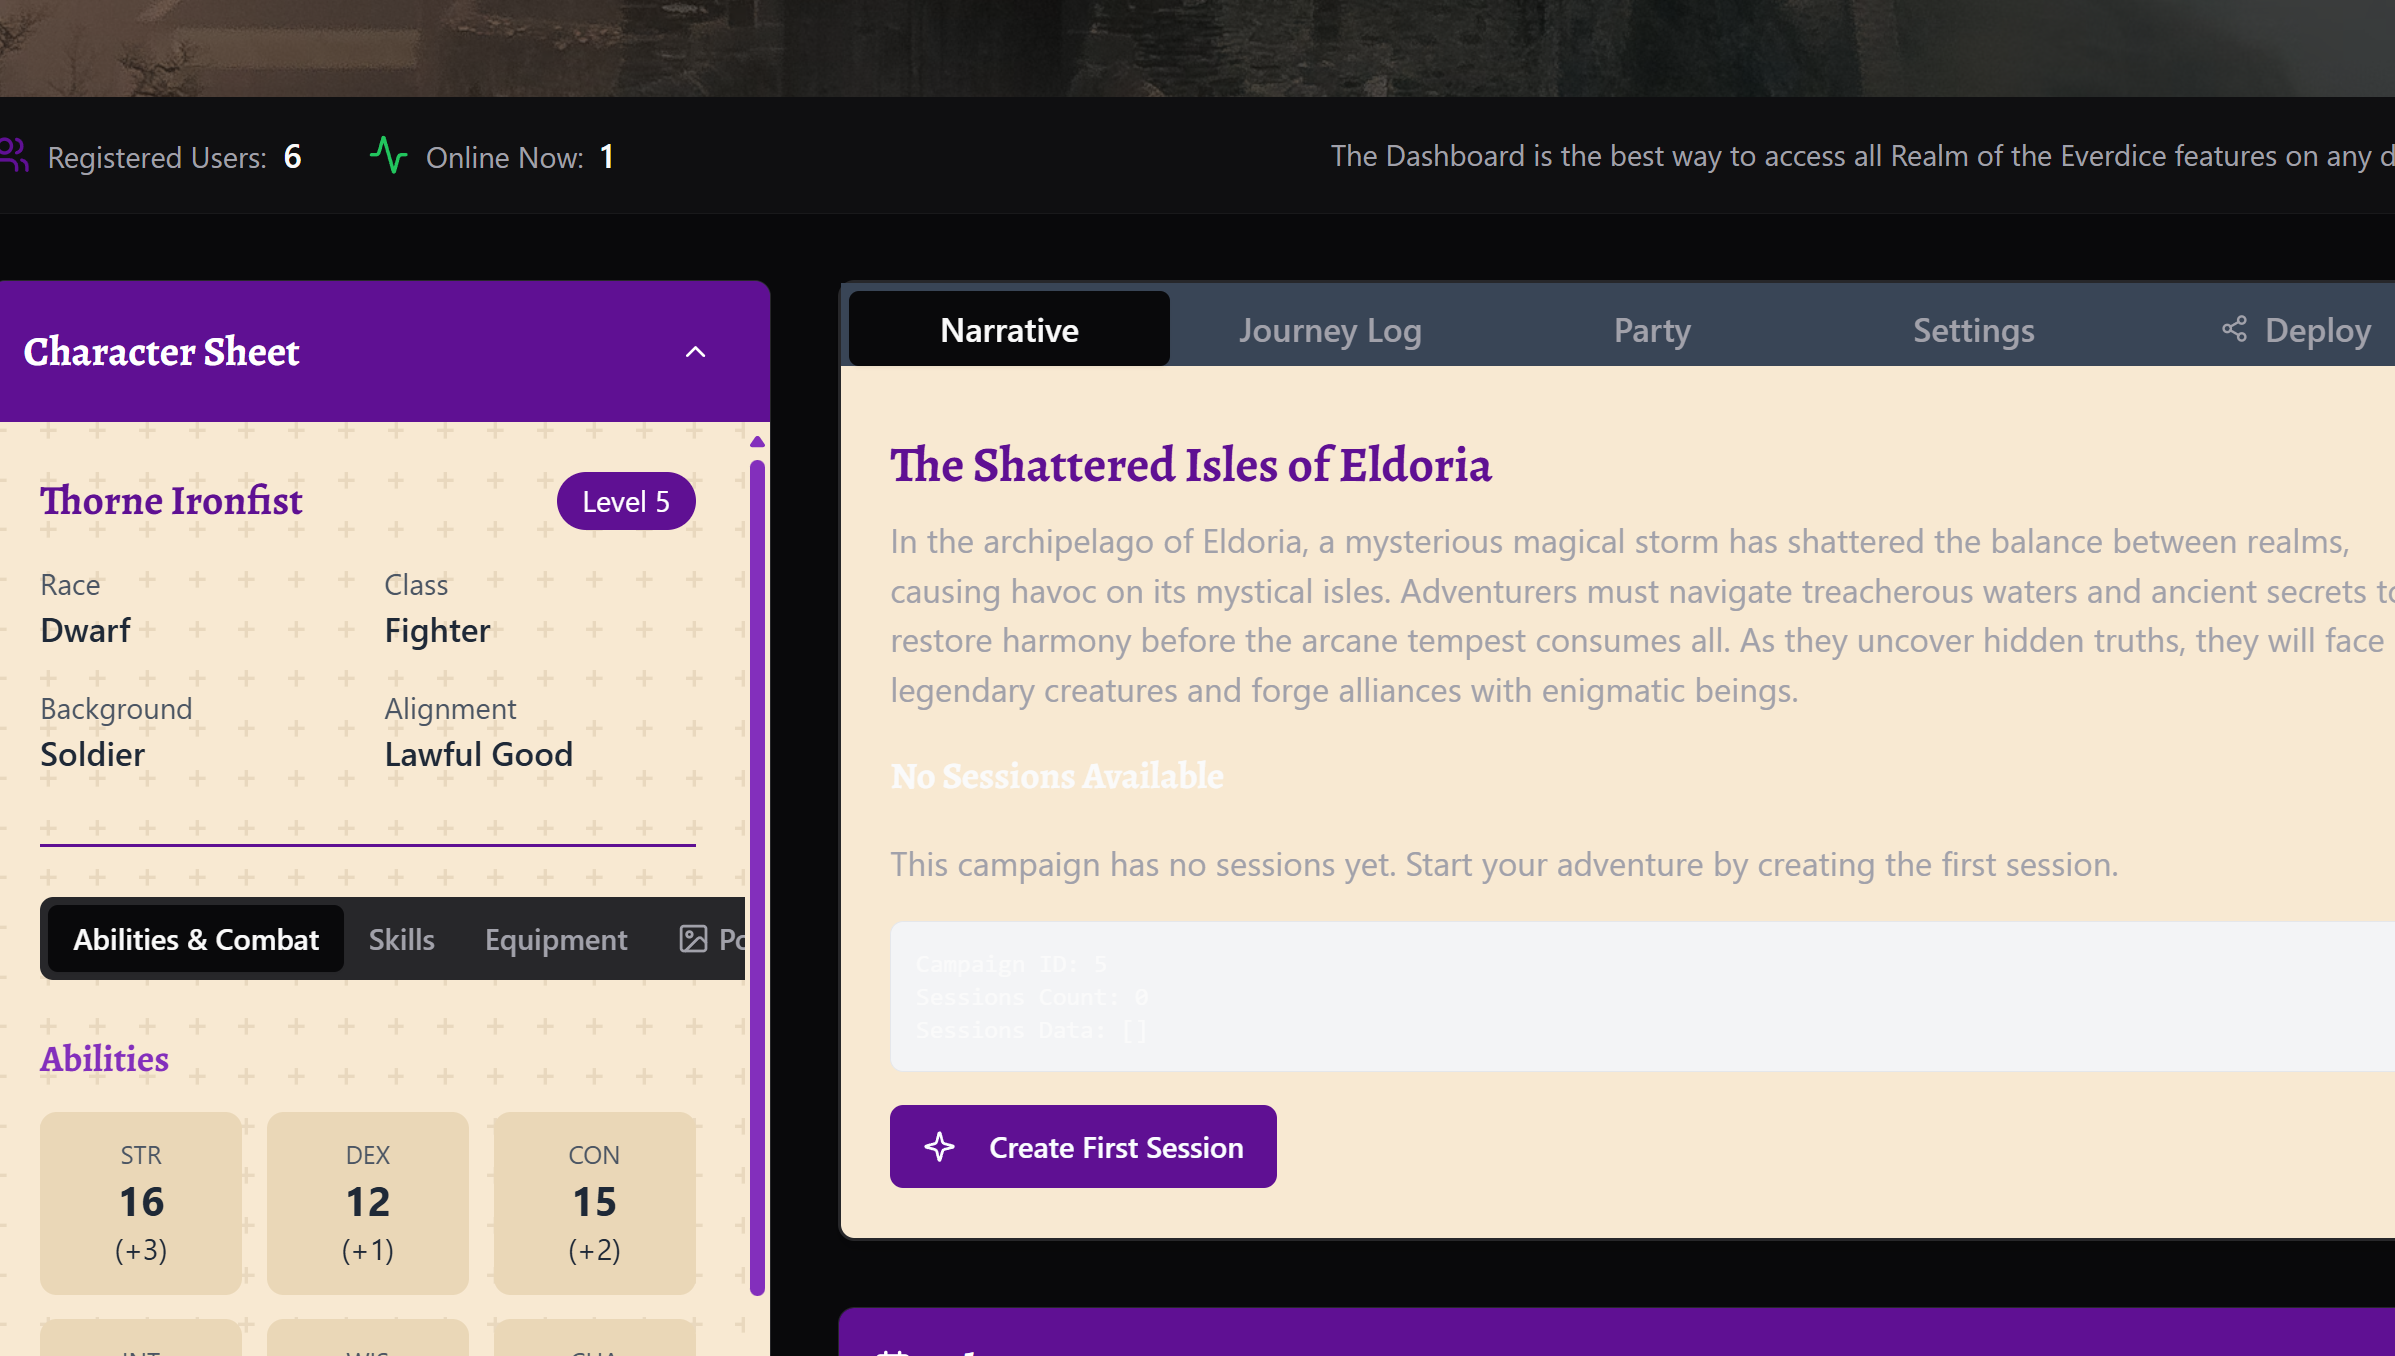 Registered Users: 6
Online Now: 1
The Dashboard is the best way to access all Realm of the Everdice features on any
Character Sheet
Thorne Ironfist
Level 5
Race
Dwarf
Class
Fighter
Background
Soldier
Alignment
Lawful Good
Abilities & Combat
Skills
Equipment
Abilities
STR
16
(+3)
DEX
12
(+1)
CON
15
(+2)
Narrative
Journey Log
Party
Settings
Deploy
The Shattered Isles of Eldoria
In the archipelago of Eldoria, a mysterious magical storm has shattered the balance between realms,
causing havoc on its mystical isles. Adventurers must navigate treacherous waters and ancient secrets to
restore harmony before the arcane tempest consumes all. As they uncover hidden truths, they will face
legendary creatures and forge alliances with enigmatic beings.
No Sessions Available
This campaign has no sessions yet. Start your adventure by creating the first session.
Campaign ID: 5
Sessions Count: 0
Sessions Data: []
Create First Session